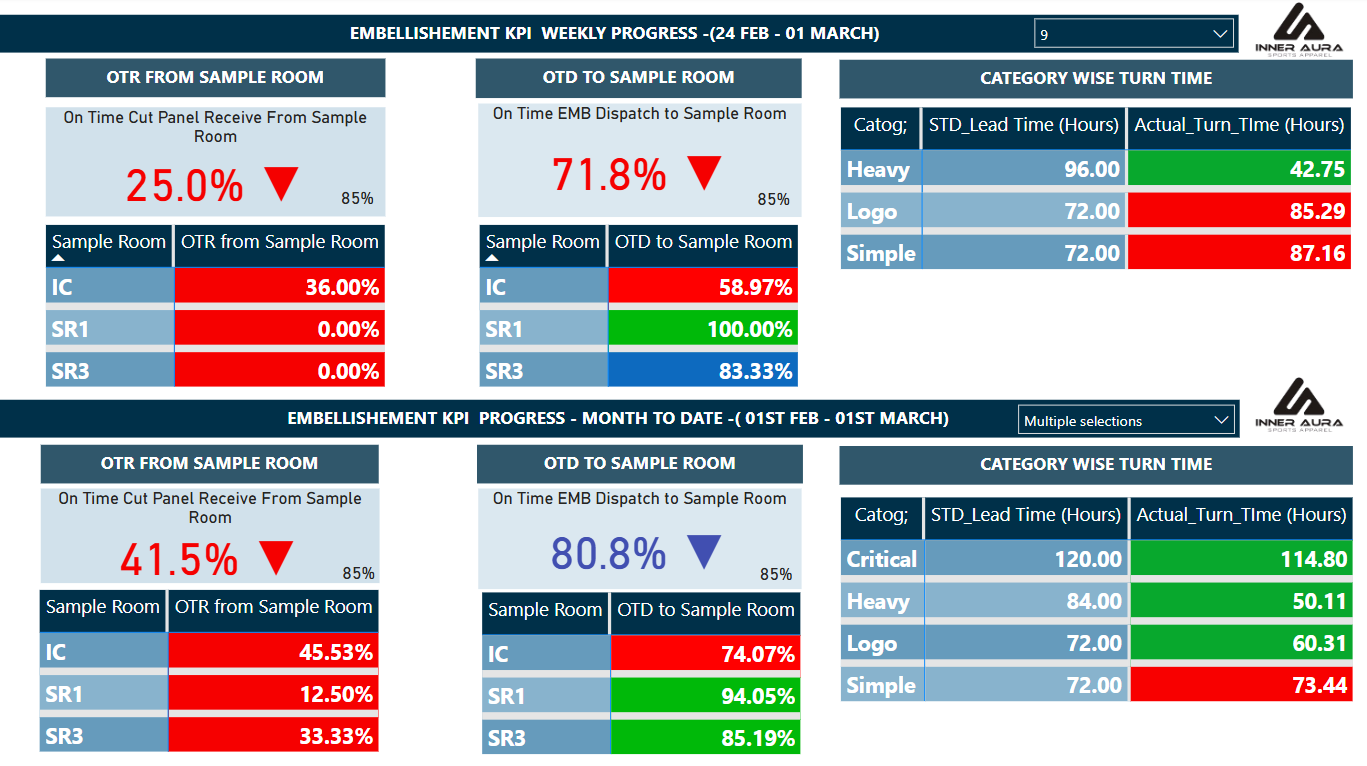 EMBELLISHEMENT KPI WEEKLY PROGRESS -(24 FEB - 01 MARCH)
9
INNER AURA
SPORTS APPAREL
OTR FROM SAMPLE ROOM
On Time Cut Panel Receive From Sample
Room
25.0%
85%
Sample Room OTR from Sample Room
IC 36.00%
SR1 0.00%
SR3 0.00%
OTD TO SAMPLE ROOM
On Time EMB Dispatch to Sample Room
71.8%
85%
Sample Room OTD to Sample Room
IC 58.97%
SR1 100.00%
SR3 83.33%
CATEGORY WISE TURN TIME
Catog; STD_Lead Time (Hours) Actual_Turn_TIme (Hours)
Heavy 96.00 42.75
Logo 72.00 85.29
Simple 72.00 87.16
EMBELLISHEMENT KPI PROGRESS - MONTH TO DATE -( 01ST FEB - 01ST MARCH)
Multiple selections
INNER AURA
SPORTS APPAREL
OTR FROM SAMPLE ROOM
On Time Cut Panel Receive From Sample
Room
41.5%
85%
Sample Room OTR from Sample Room
IC 45.53%
SR1 12.50%
SR3 33.33%
OTD TO SAMPLE ROOM
On Time EMB Dispatch to Sample Room
80.8%
85%
Sample Room OTD to Sample Room
IC 74.07%
SR1 94.05%
SR3 85.19%
CATEGORY WISE TURN TIME
Catog; STD_Lead Time (Hours) Actual_Turn_TIme (Hours)
Critical 120.00 114.80
Heavy 84.00 50.11
Logo 72.00 60.31
Simple 72.00 73.44